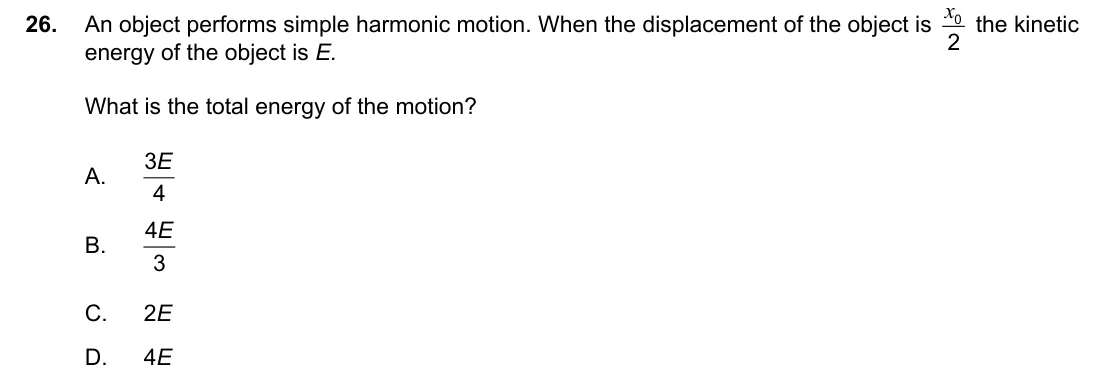 26. An object performs simple harmonic motion. When the displacement of the object is x₀/2 the kinetic
energy of the object is E.
What is the total energy of the motion?
A. 3E/4
B. 4E/3
C. 2E
D. 4E